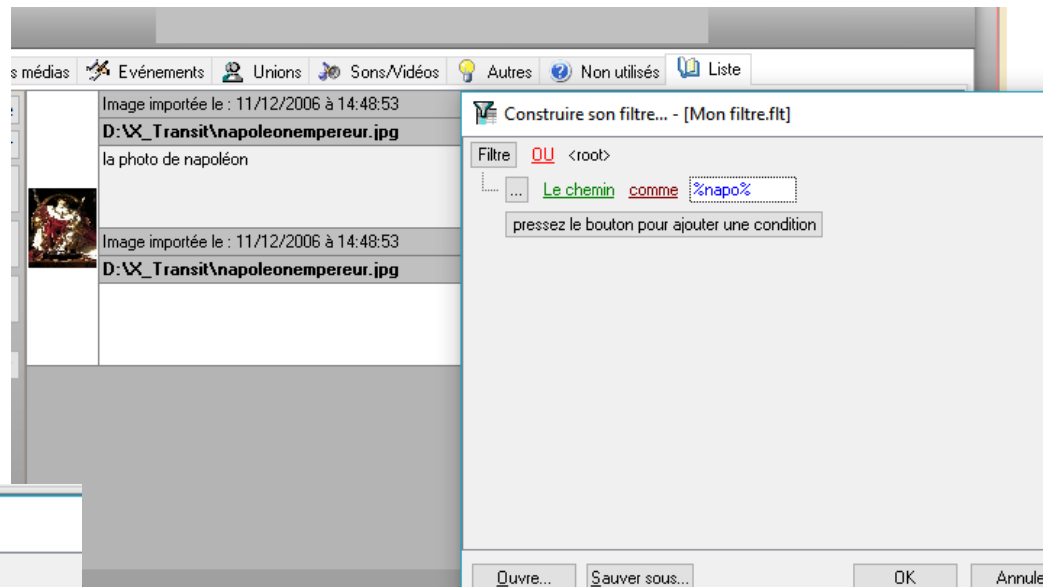 s médias Evénements Unions Sons/Vidéos Autres Non utilisés Liste
Image importée le : 11/12/2006 à 14:48:53
D:\X_Transit\napoleonempereur.jpg
la photo de napoléon
Image importée le : 11/12/2006 à 14:48:53
D:\X_Transit\napoleonempereur.jpg
Construire son filtre... - [Mon filtre.flt]
Filtre OU <root>
... Le chemin comme %napo%
pressez le bouton pour ajouter une condition
Ouvre... Sauver sous... OK Annule